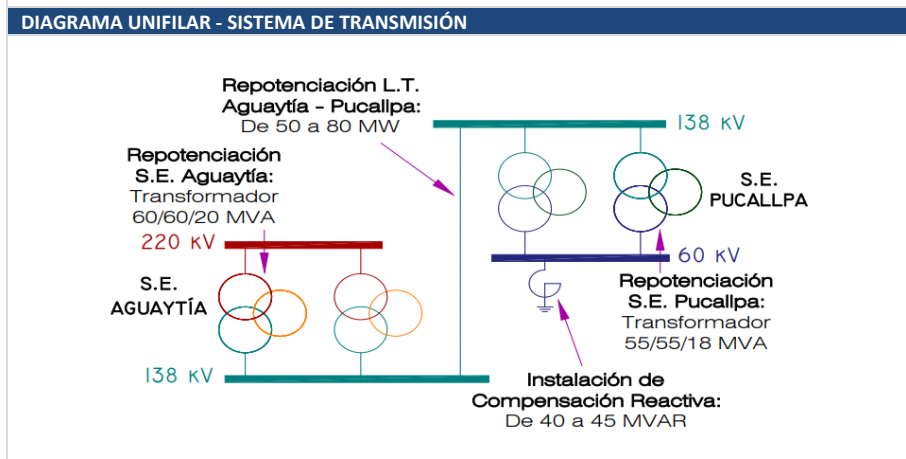 DIAGRAMA UNIFILAR - SISTEMA DE TRANSMISIÓN
Repotenciación L.T.
Aguaytía - Pucallpa:
De 50 a 80 MW
138 KV
Repotenciación
S.E. Aguaytía:
Transformador
60/60/20 MVA
S.E.
PUCALLPA
220 KV
60 KV
S.E.
AGUAYTÍA
Repotenciación
S.E. Pucallpa:
Transformador
55/55/18 MVA
138 KV
Instalación de
Compensación Reactiva:
De 40 a 45 MVAR